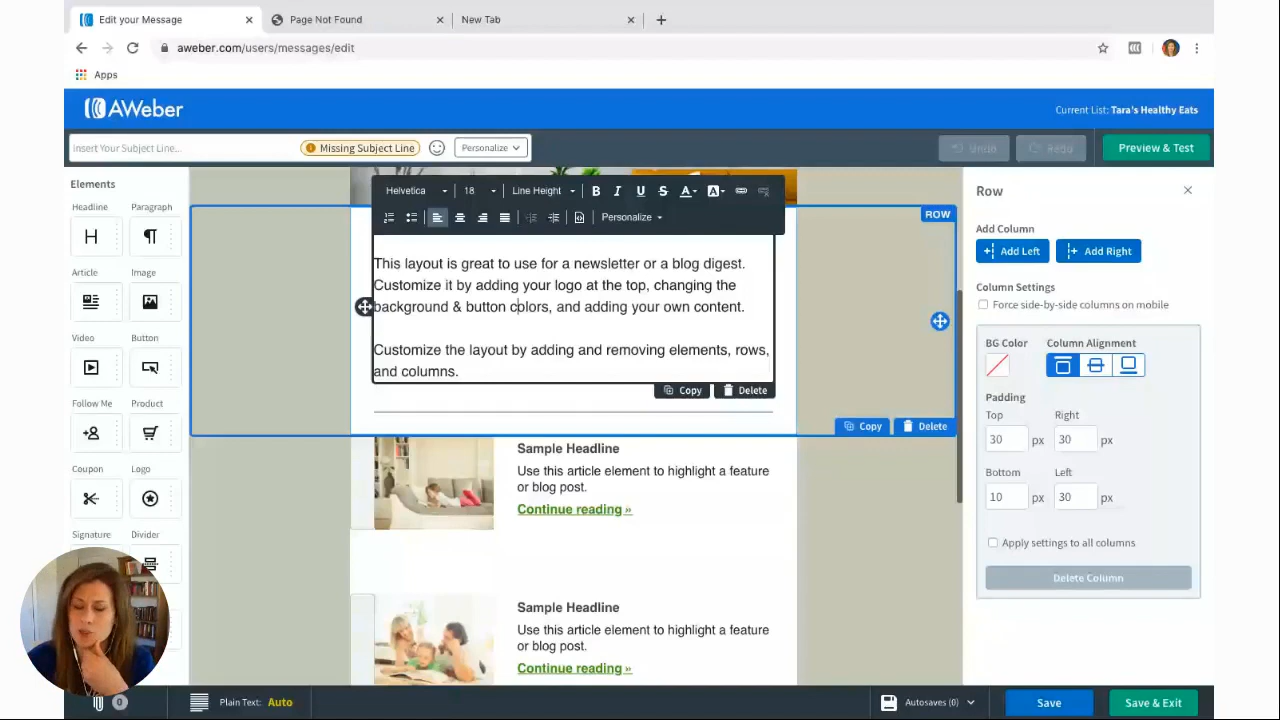 Edit your Message
Page Not Found
New Tab
aweber.com/users/messages/edit
Apps
AWeber
Current List: Tara's Healthy Eats
Insert Your Subject Line...
Missing Subject Line
Personalize
Undo
Redo
Preview & Test
Elements
Headline
Paragraph
Article
Image
Video
Button
Follow Me
Product
Coupon
Logo
Signature
Divider
Helvetica
18
Line Height
B
I
U
S
A
A
Personalize
ROW
This layout is great to use for a newsletter or a blog digest.
Customize it by adding your logo at the top, changing the
background & button colors, and adding your own content.
Customize the layout by adding and removing elements, rows,
and columns.
Copy
Delete
Copy
Delete
Sample Headline
Use this article element to highlight a feature
or blog post.
Continue reading »
Sample Headline
Use this article element to highlight a feature
or blog post.
Continue reading »
Row
Add Column
Add Left
Add Right
Column Settings
Force side-by-side columns on mobile
BG Color
Column Alignment
Padding
Top
Right
30 px
30 px
Bottom
Left
10 px
30 px
Apply settings to all columns
Delete Column
0
Plain Text: Auto
Autosaves (0)
Save
Save & Exit